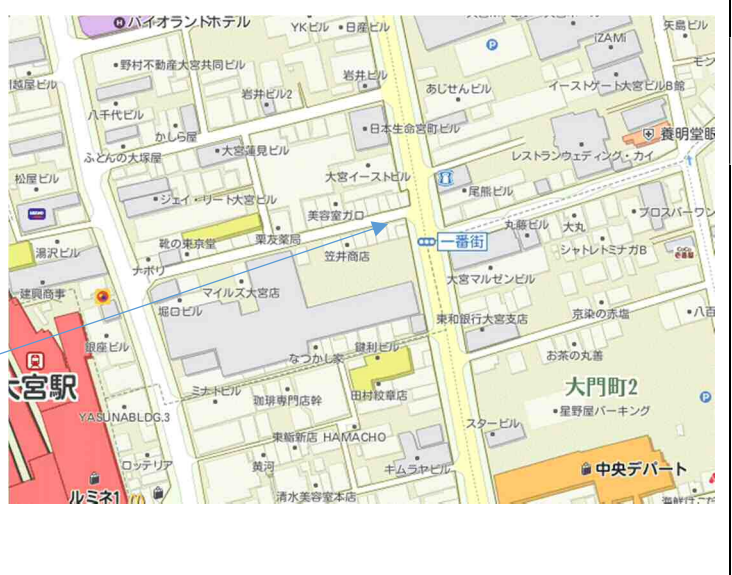 バイオランドホテル
YKビル
日産ビル
矢島ビル
iZAMi
野村不動産大宮共同ビル
岩井ビル
岩井ビル2
あじせんビル
イーストゲート大宮ビルB館
八千代ビル
かしら屋
日本生命宮町ビル
ふとんの大塚屋
大宮蓮見ビル
レストランウェディング・カイ
松屋ビル
大宮イーストビル
尾熊ビル
ジェイ・リート大宮ビル
美容室ガロ
プロスパーワン
丸藤ビル
大丸
湯沢ビル
靴の東京堂
栗友薬局
一番街
シャトレトミナガB
ナポリ
笠井商店
建興商事
マイルズ大宮店
大宮マルゼンビル
堀口ビル
東和銀行大宮支店
京染の赤塩
銀座ビル
なつかし家
鍵利ビル
お茶の丸善
大宮駅
ミナトビル
珈琲専門店幹
田村紋章店
大門町2
YASUNABLDG.3
スタービル
星野屋パーキング
東鮨新店
HAMACHO
ロッテリア
黄河
キムラヤビル
中央デパート
ルミネ1
清水美容室本店